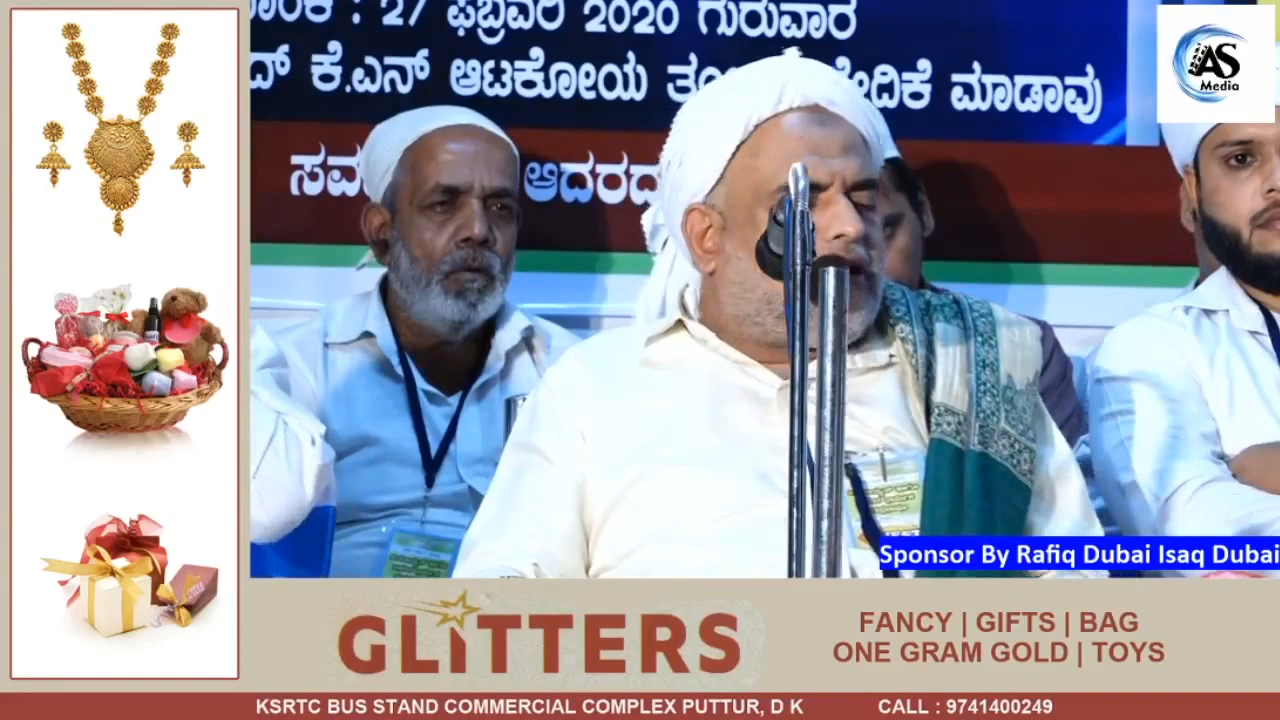 : 27 ಫೆಬ್ರವರಿ 2020 ಗುರುವಾರ
ಕೆ.ಎನ್ ಆಟಕೋಯ ಮಾಡಾವು
AS
Media
Sponsor By Rafiq Dubai Isaq Dubai
GLiTTERS
FANCY | GIFTS | BAG
ONE GRAM GOLD | TOYS
KSRTC BUS STAND COMMERCIAL COMPLEX PUTTUR, D K CALL : 9741400249